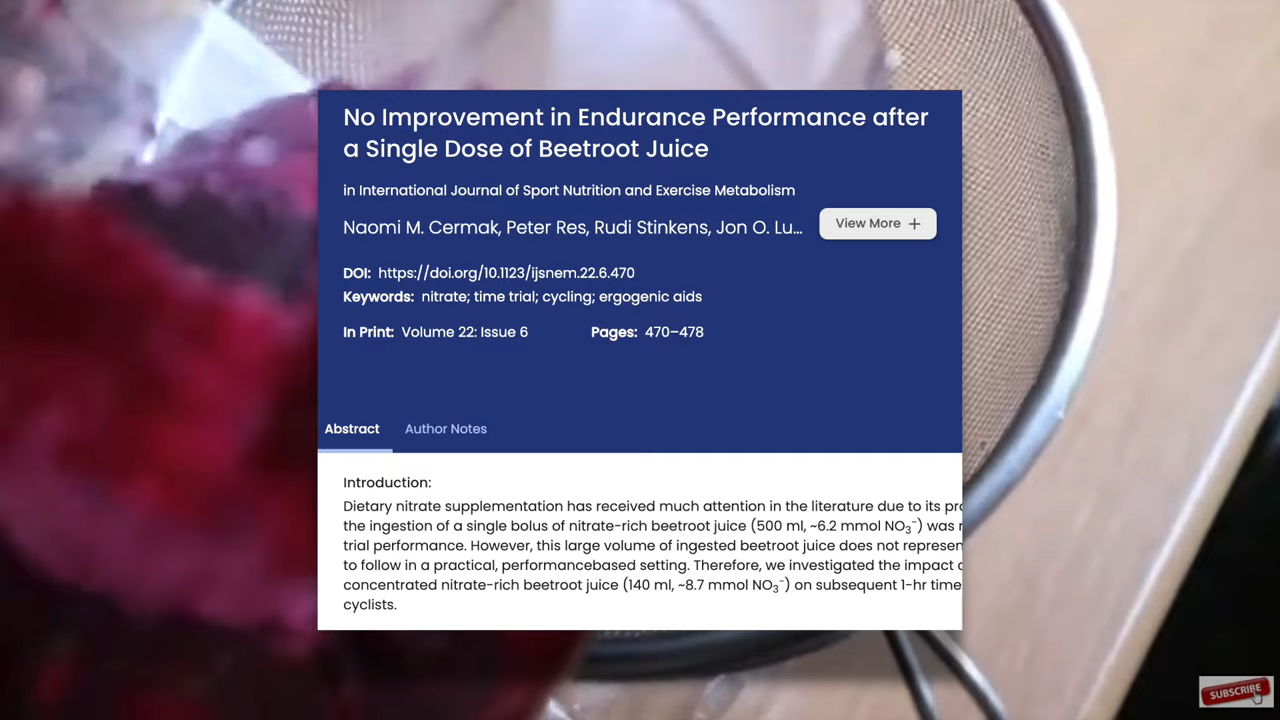 No Improvement in Endurance Performance after
a Single Dose of Beetroot Juice
in International Journal of Sport Nutrition and Exercise Metabolism
Naomi M. Cermak, Peter Res, Rudi Stinkens, Jon O. Lu...
View More +
DOI: https://doi.org/10.1123/ijsnem.22.6.470
Keywords: nitrate; time trial; cycling; ergogenic aids
In Print: Volume 22: Issue 6 Pages: 470–478
Abstract Author Notes
Introduction:
Dietary nitrate supplementation has received much attention in the literature due to its
the ingestion of a single bolus of nitrate-rich beetroot juice (500 ml, ~6.2 mmol NO₃⁻) was
trial performance. However, this large volume of ingested beetroot juice does not
to follow in a practical, performancebased setting. Therefore, we investigated the impact
concentrated nitrate-rich beetroot juice (140 ml, ~8.7 mmol NO₃⁻) on subsequent 1-hr time
cyclists.
SUBSCRIBE